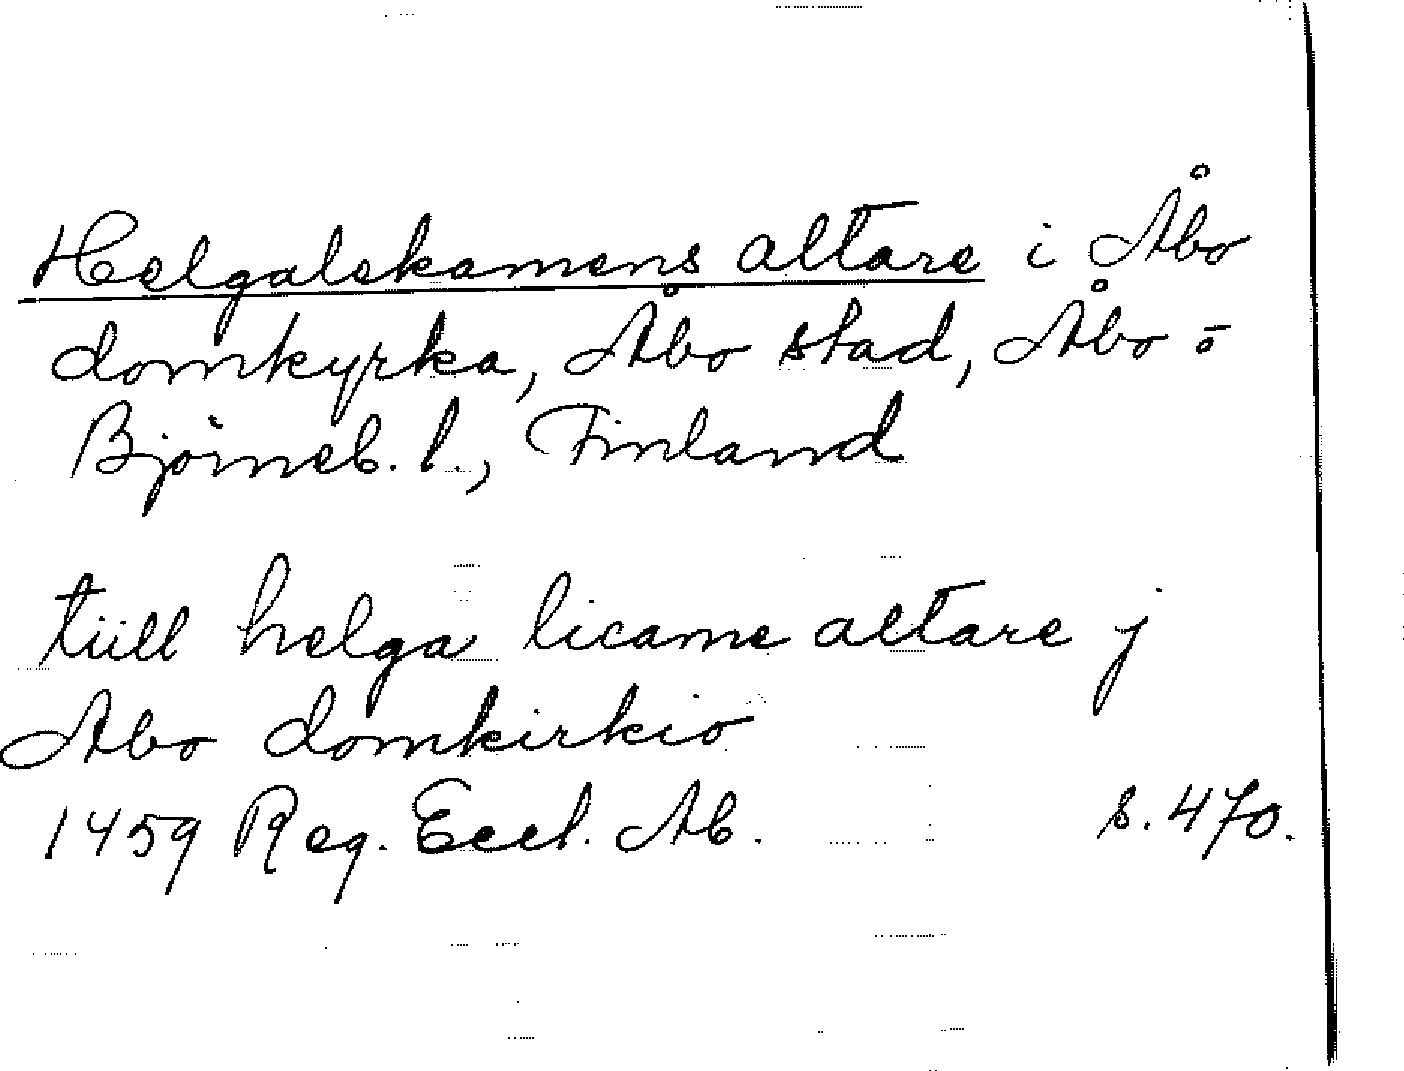 Helgalekamens altare i Åbo
domkyrka, Åbo stad, Åbo o
Björneb. l., Finland
tiill helga licame altare j
Abo domkirkio
1459 Reg. Eccl. Ab. s. 470.